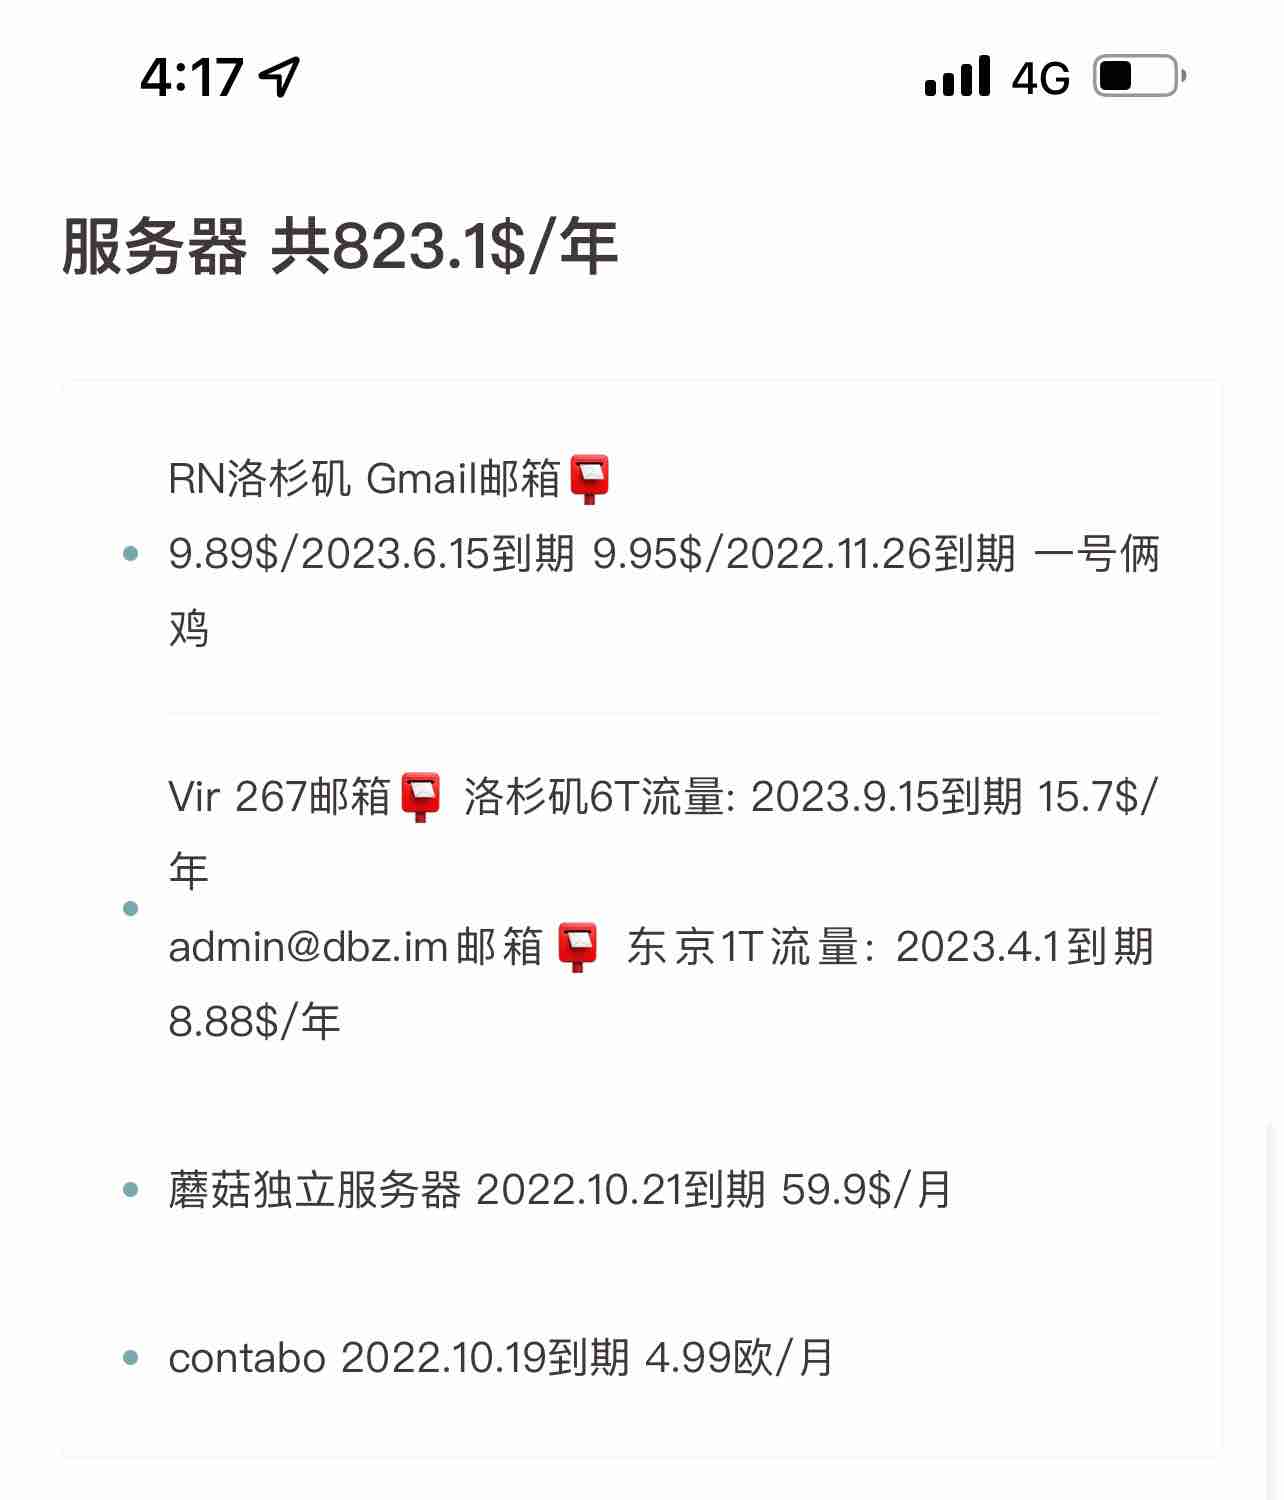 4:17 4G
服务器 共823.1$/年
RN洛杉矶 Gmail邮箱📮
9.89$/2023.6.15到期 9.95$/2022.11.26到期 一号俩
鸡
Vir 267邮箱📮 洛杉矶6T流量: 2023.9.15到期 15.7$/
年
admin@dbz.im邮箱📮 东京1T流量: 2023.4.1到期
8.88$/年
蘑菇独立服务器 2022.10.21到期 59.9$/月
contabo 2022.10.19到期 4.99欧/月